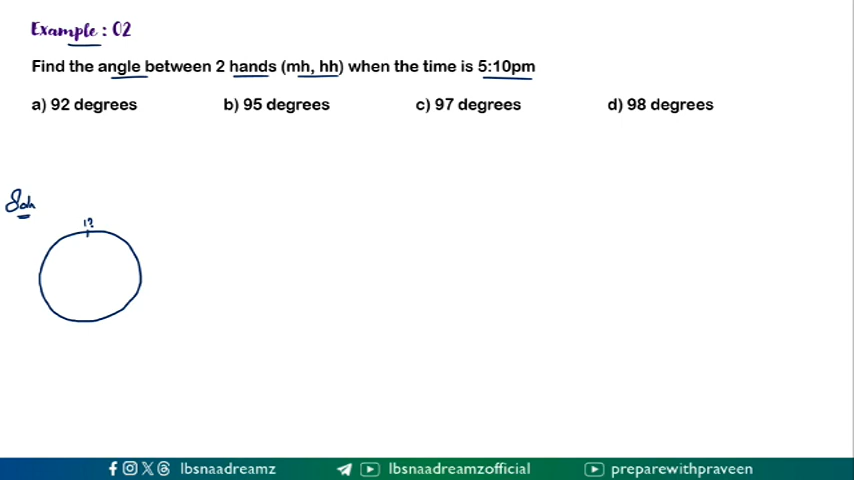 Example : 02
Find the angle between 2 hands (mh, hh) when the time is 5:10pm
a) 92 degrees b) 95 degrees c) 97 degrees d) 98 degrees
Soln
12
lbsnaadreamz lbsnaadreamzofficial preparewithpraveen